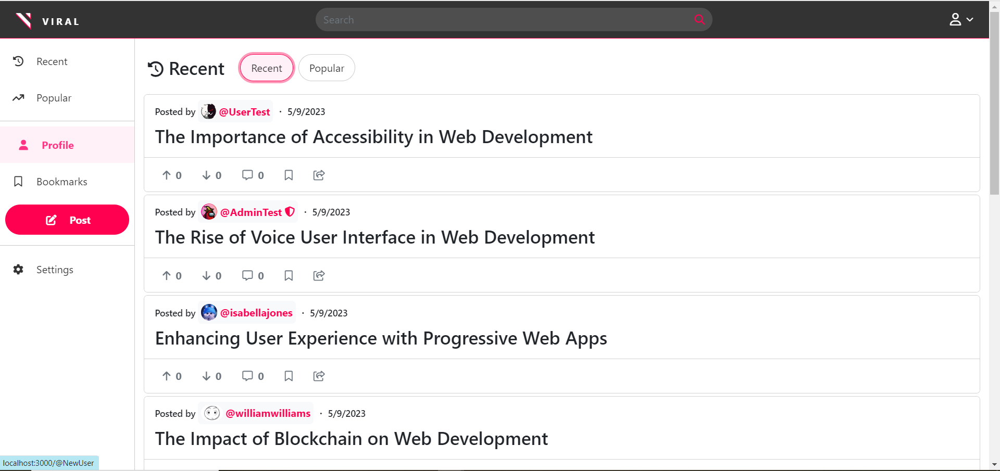 VIRAL
Search
Recent
Popular
Profile
Bookmarks
Post
Settings
Recent Recent Popular
Posted by @UserTest · 5/9/2023
The Importance of Accessibility in Web Development
0 0 0
Posted by @AdminTest · 5/9/2023
The Rise of Voice User Interface in Web Development
0 0 0
Posted by @isabellajones · 5/9/2023
Enhancing User Experience with Progressive Web Apps
0 0 0
Posted by @williamwilliams · 5/9/2023
The Impact of Blockchain on Web Development
localhost:3000/@NewUser